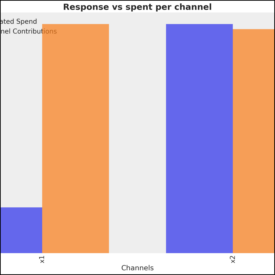 Response vs spent per channel
ated Spend
nel Contributions
x1
x2
Channels